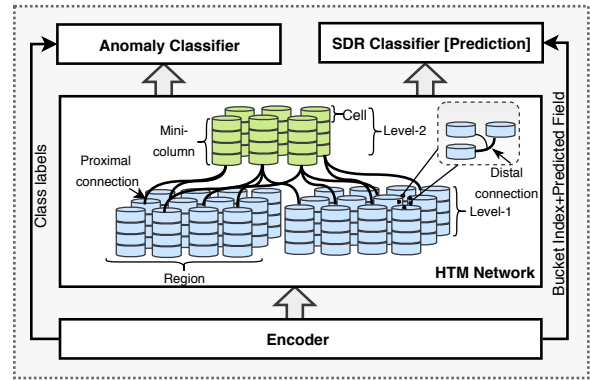 Anomaly Classifier
SDR Classifier [Prediction]
Class labels
Bucket Index+Predicted Field
Mini-
column
Cell
Level-2
Proximal
connection
Distal
connection
Level-1
Region
HTM Network
Encoder